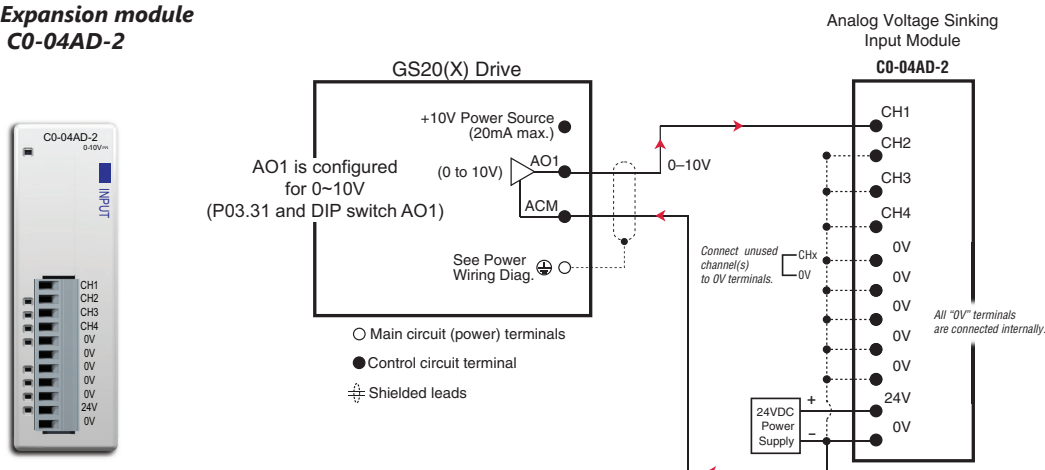 Expansion module
C0-04AD-2
C0-04AD-2
0-10V⎓
INPUT
CH1
CH2
CH3
CH4
0V
0V
0V
0V
0V
24V
0V
GS20(X) Drive
+10V Power Source
(20mA max.)
AO1 is configured
for 0~10V
(P03.31 and DIP switch AO1)
(0 to 10V)
AO1
ACM
See Power
Wiring Diag.
0–10V
Main circuit (power) terminals
Control circuit terminal
Shielded leads
Analog Voltage Sinking
Input Module
C0-04AD-2
CH1
CH2
CH3
CH4
0V
0V
0V
0V
0V
24V
0V
Connect unused
channel(s)
to 0V terminals.
CHx
0V
All “0V” terminals
are connected internally.
24VDC
Power
Supply
+
–